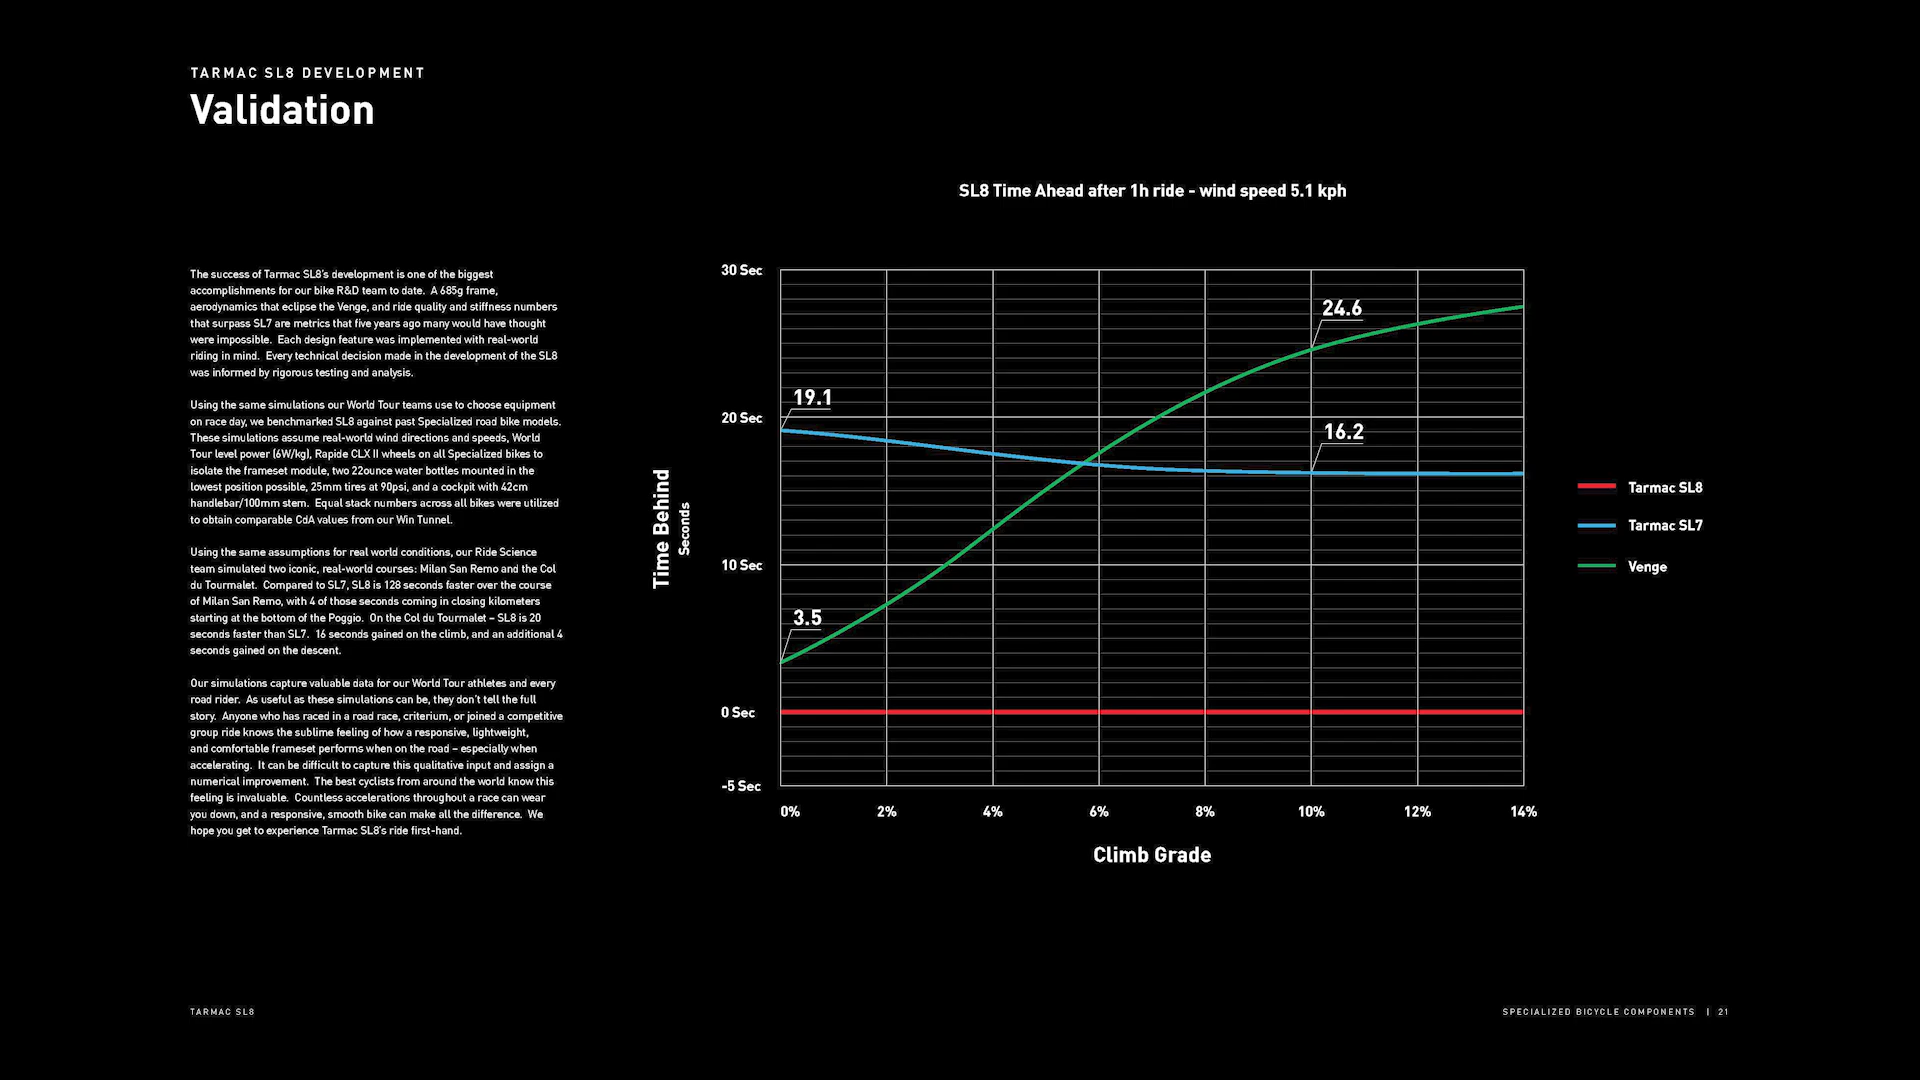 TARMAC SL8 DEVELOPMENT
Validation
The success of Tarmac SL8's development is one of the biggest
accomplishments for our bike R&D team to date.  A 685g frame,
aerodynamics that eclipse the Venge, and ride quality and stiffness numbers
that surpass SL7 are metrics that five years ago many would have thought
were impossible.  Each design feature was implemented with real-world
riding in mind.  Every technical decision made in the development of the SL8
was informed by rigorous testing and analysis.
Using the same simulations our World Tour teams use to choose equipment
on race day, we benchmarked SL8 against past Specialized road bike models.
These simulations assume real-world wind directions and speeds, World
Tour level power (6W/kg), Rapide CLX II wheels on all Specialized bikes to
isolate the frameset module, two 22ounce water bottles mounted in the
lowest position possible, 25mm tires at 90psi, and a cockpit with 42cm
handlebar/100mm stem.  Equal stack numbers across all bikes were utilized
to obtain comparable CdA values from our Win Tunnel.
Using the same assumptions for real world conditions, our Ride Science
team simulated two iconic, real-world courses: Milan San Remo and the Col
du Tourmalet.  Compared to SL7, SL8 is 128 seconds faster over the course
of Milan San Remo, with 4 of those seconds coming in closing kilometers
starting at the bottom of the Poggio.  On the Col du Tourmalet – SL8 is 20
seconds faster than SL7.  16 seconds gained on the climb, and an additional 4
seconds gained on the descent.
Our simulations capture valuable data for our World Tour athletes and every
road rider.  As useful as these simulations can be, they don't tell the full
story.  Anyone who has raced in a road race, criterium, or joined a competitive
group ride knows the sublime feeling of how a responsive, lightweight,
and comfortable frameset performs when on the road – especially when
accelerating.  It can be difficult to capture this qualitative input and assign a
numerical improvement.  The best cyclists from around the world know this
feeling is invaluable.  Countless accelerations throughout a race can wear
you down, and a responsive, smooth bike can make all the difference.  We
hope you get to experience Tarmac SL8's ride first-hand.
SL8 Time Ahead after 1h ride - wind speed 5.1 kph
Time Behind
Seconds
30 Sec
20 Sec
10 Sec
0 Sec
-5 Sec
19.1
3.5
24.6
16.2
0%
2%
4%
6%
8%
10%
12%
14%
Climb Grade
Tarmac SL8
Tarmac SL7
Venge
TARMAC SL8
SPECIALIZED BICYCLE COMPONENTS | 21